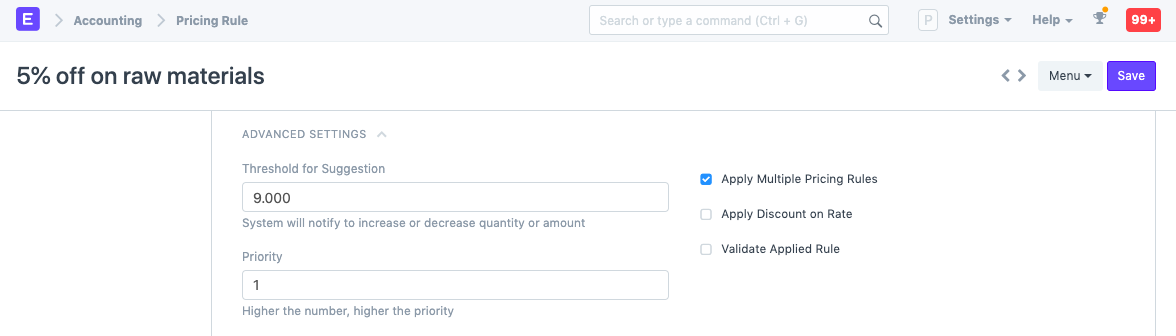 E Accounting Pricing Rule Search or type a command (Ctrl + G) P Settings Help 99+
5% off on raw materials Menu Save
ADVANCED SETTINGS
Threshold for Suggestion
9.000
System will notify to increase or decrease quantity or amount
Priority
1
Higher the number, higher the priority
Apply Multiple Pricing Rules
Apply Discount on Rate
Validate Applied Rule